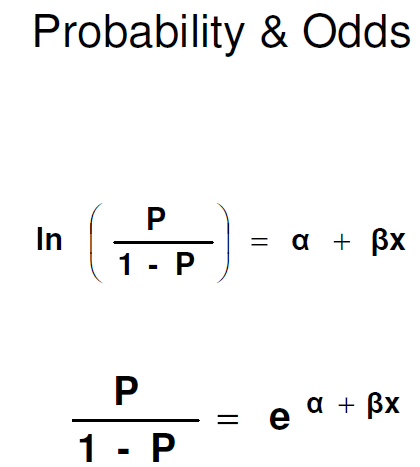 Probability & Odds
ln ( P / 1 - P ) = α + βx
P / 1 - P = e ^ α + βx